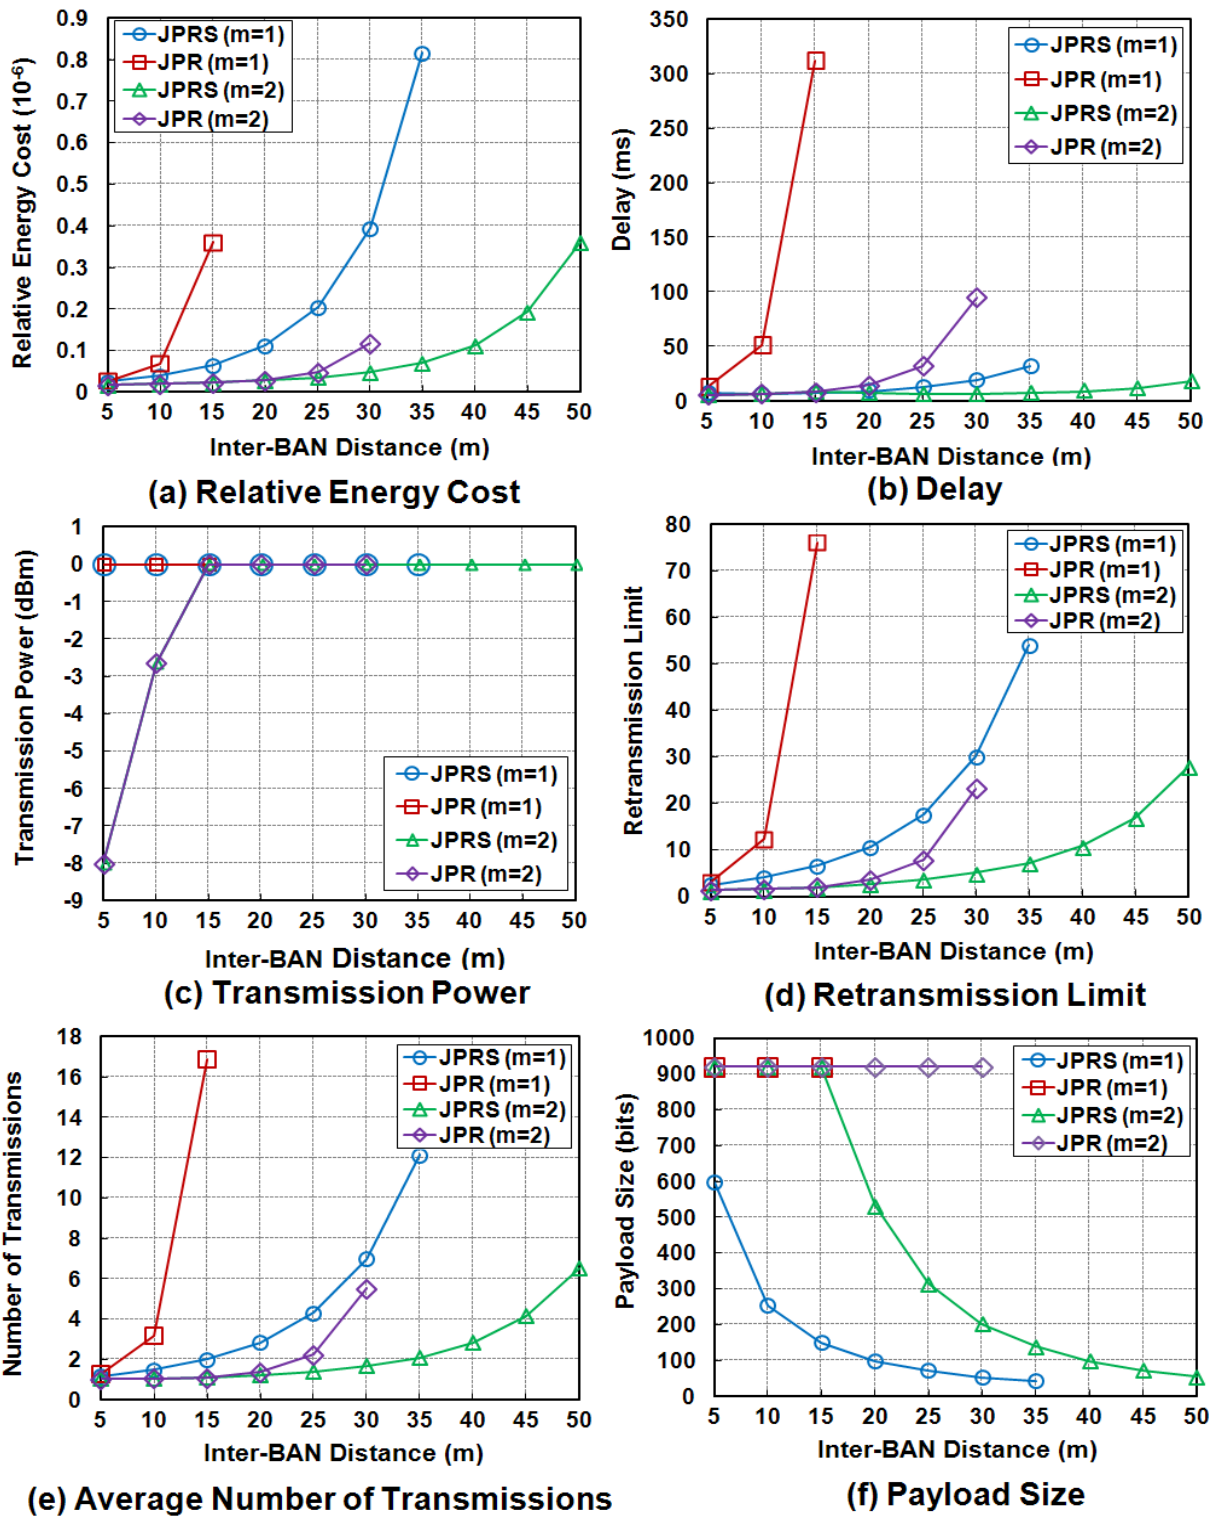 0.9
0.8
0.7
0.6
0.5
0.4
0.3
0.2
0.1
0
Relative Energy Cost (10-6)
JPRS (m=1)
JPR (m=1)
JPRS (m=2)
JPR (m=2)
5 10 15 20 25 30 35 40 45 50
Inter-BAN Distance (m)
(a) Relative Energy Cost
350
300
250
200
150
100
50
0
Delay (ms)
JPRS (m=1)
JPR (m=1)
JPRS (m=2)
JPR (m=2)
5 10 15 20 25 30 35 40 45 50
Inter-BAN Distance (m)
(b) Delay
1
0
-1
-2
-3
-4
-5
-6
-7
-8
-9
Transmission Power (dBm)
JPRS (m=1)
JPR (m=1)
JPRS (m=2)
JPR (m=2)
5 10 15 20 25 30 35 40 45 50
Inter-BAN Distance (m)
(c) Transmission Power
80
70
60
50
40
30
20
10
0
Retransmission Limit
JPRS (m=1)
JPR (m=1)
JPRS (m=2)
JPR (m=2)
5 10 15 20 25 30 35 40 45 50
Inter-BAN Distance (m)
(d) Retransmission Limit
18
16
14
12
10
8
6
4
2
0
Number of Transmissions
JPRS (m=1)
JPR (m=1)
JPRS (m=2)
JPR (m=2)
5 10 15 20 25 30 35 40 45 50
Inter-BAN Distance (m)
(e) Average Number of Transmissions
1000
900
800
700
600
500
400
300
200
100
0
Payload Size (bits)
JPRS (m=1)
JPR (m=1)
JPRS (m=2)
JPR (m=2)
5 10 15 20 25 30 35 40 45 50
Inter-BAN Distance (m)
(f) Payload Size